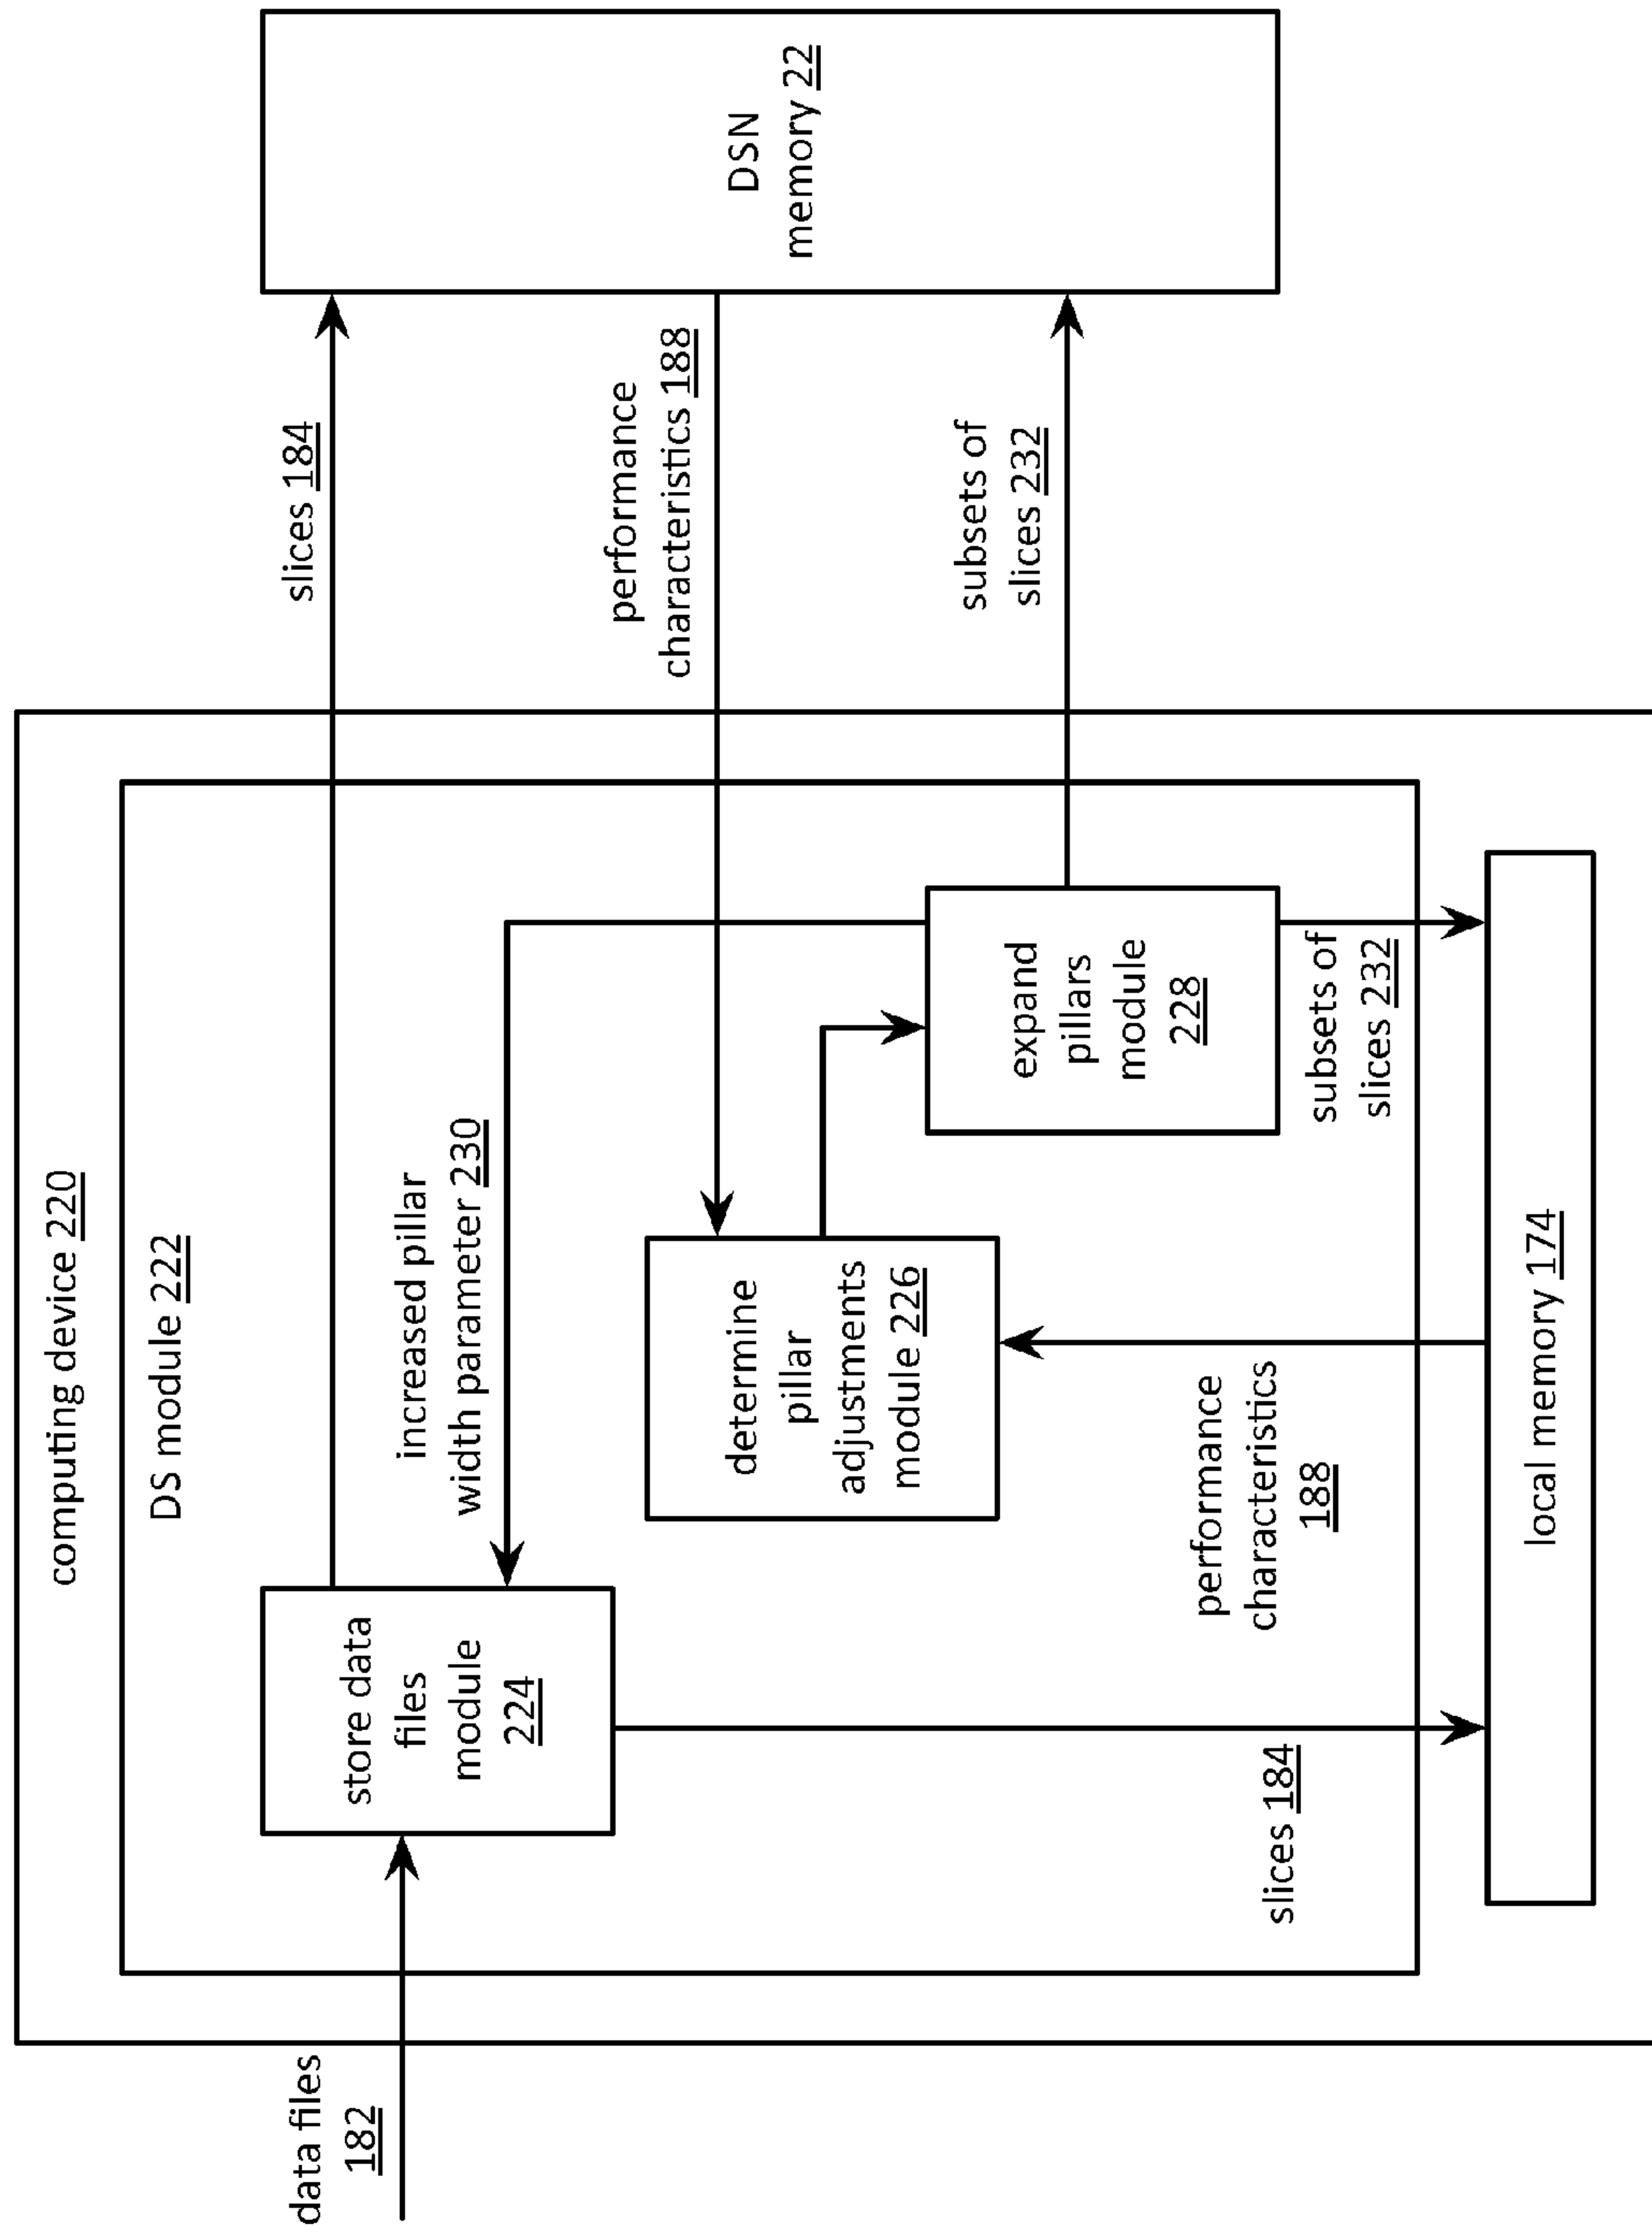 computing device 220
DS module 222
data files
182
store data
files
module
224
slices 184
increased pillar
width parameter 230
determine
pillar
adjustments
module 226
expand
pillars
module
228
performance
characteristics 188
subsets of
slices 232
DSN
memory 22
slices 184
performance
characteristics
188
subsets of
slices 232
local memory 174